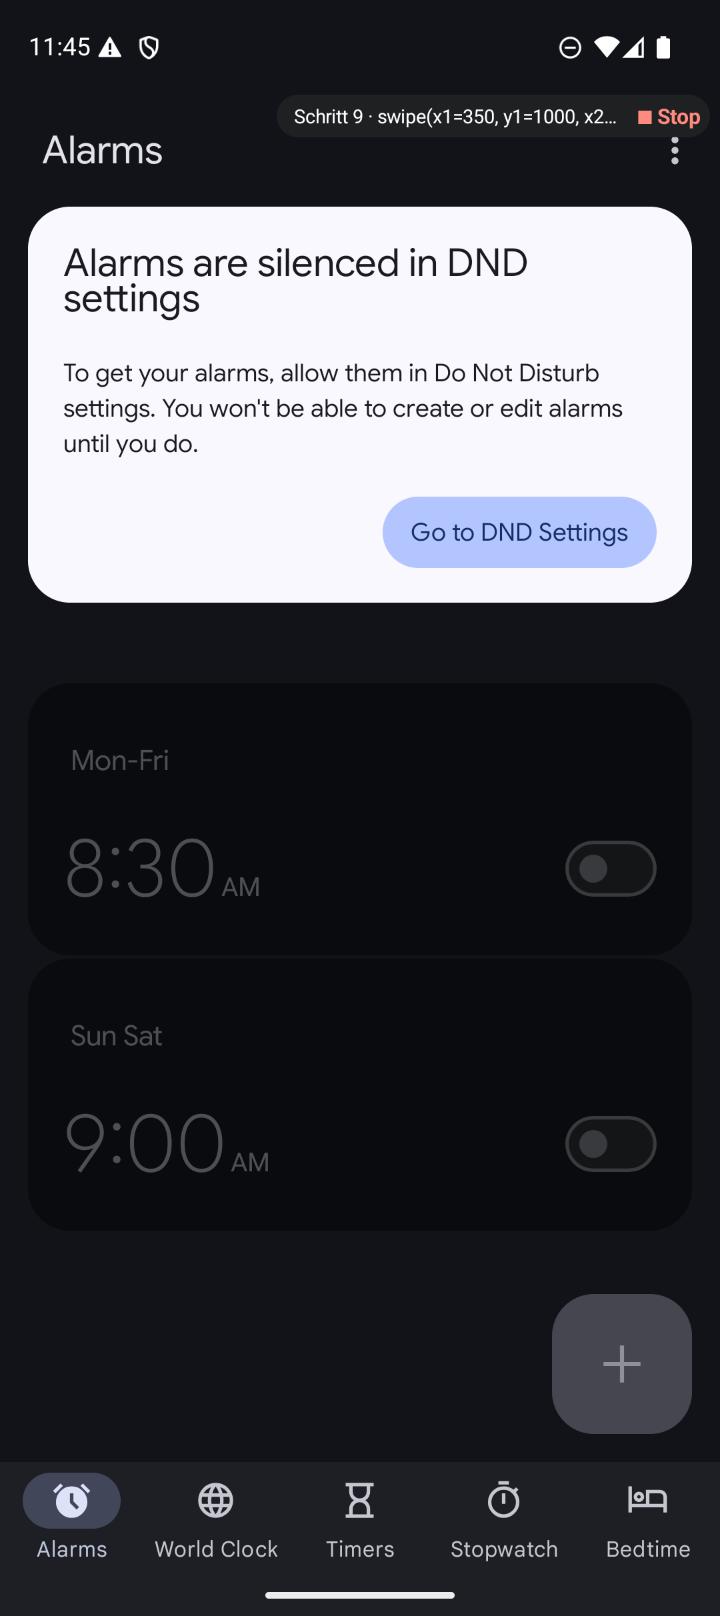 11:45
Schritt 9 · swipe(x1=350, y1=1000, x2... Stop
Alarms
Alarms are silenced in DND
settings
To get your alarms, allow them in Do Not Disturb
settings. You won't be able to create or edit alarms
until you do.
Go to DND Settings
Mon-Fri
8:30 AM
Sun Sat
9:00 AM
Alarms World Clock Timers Stopwatch Bedtime